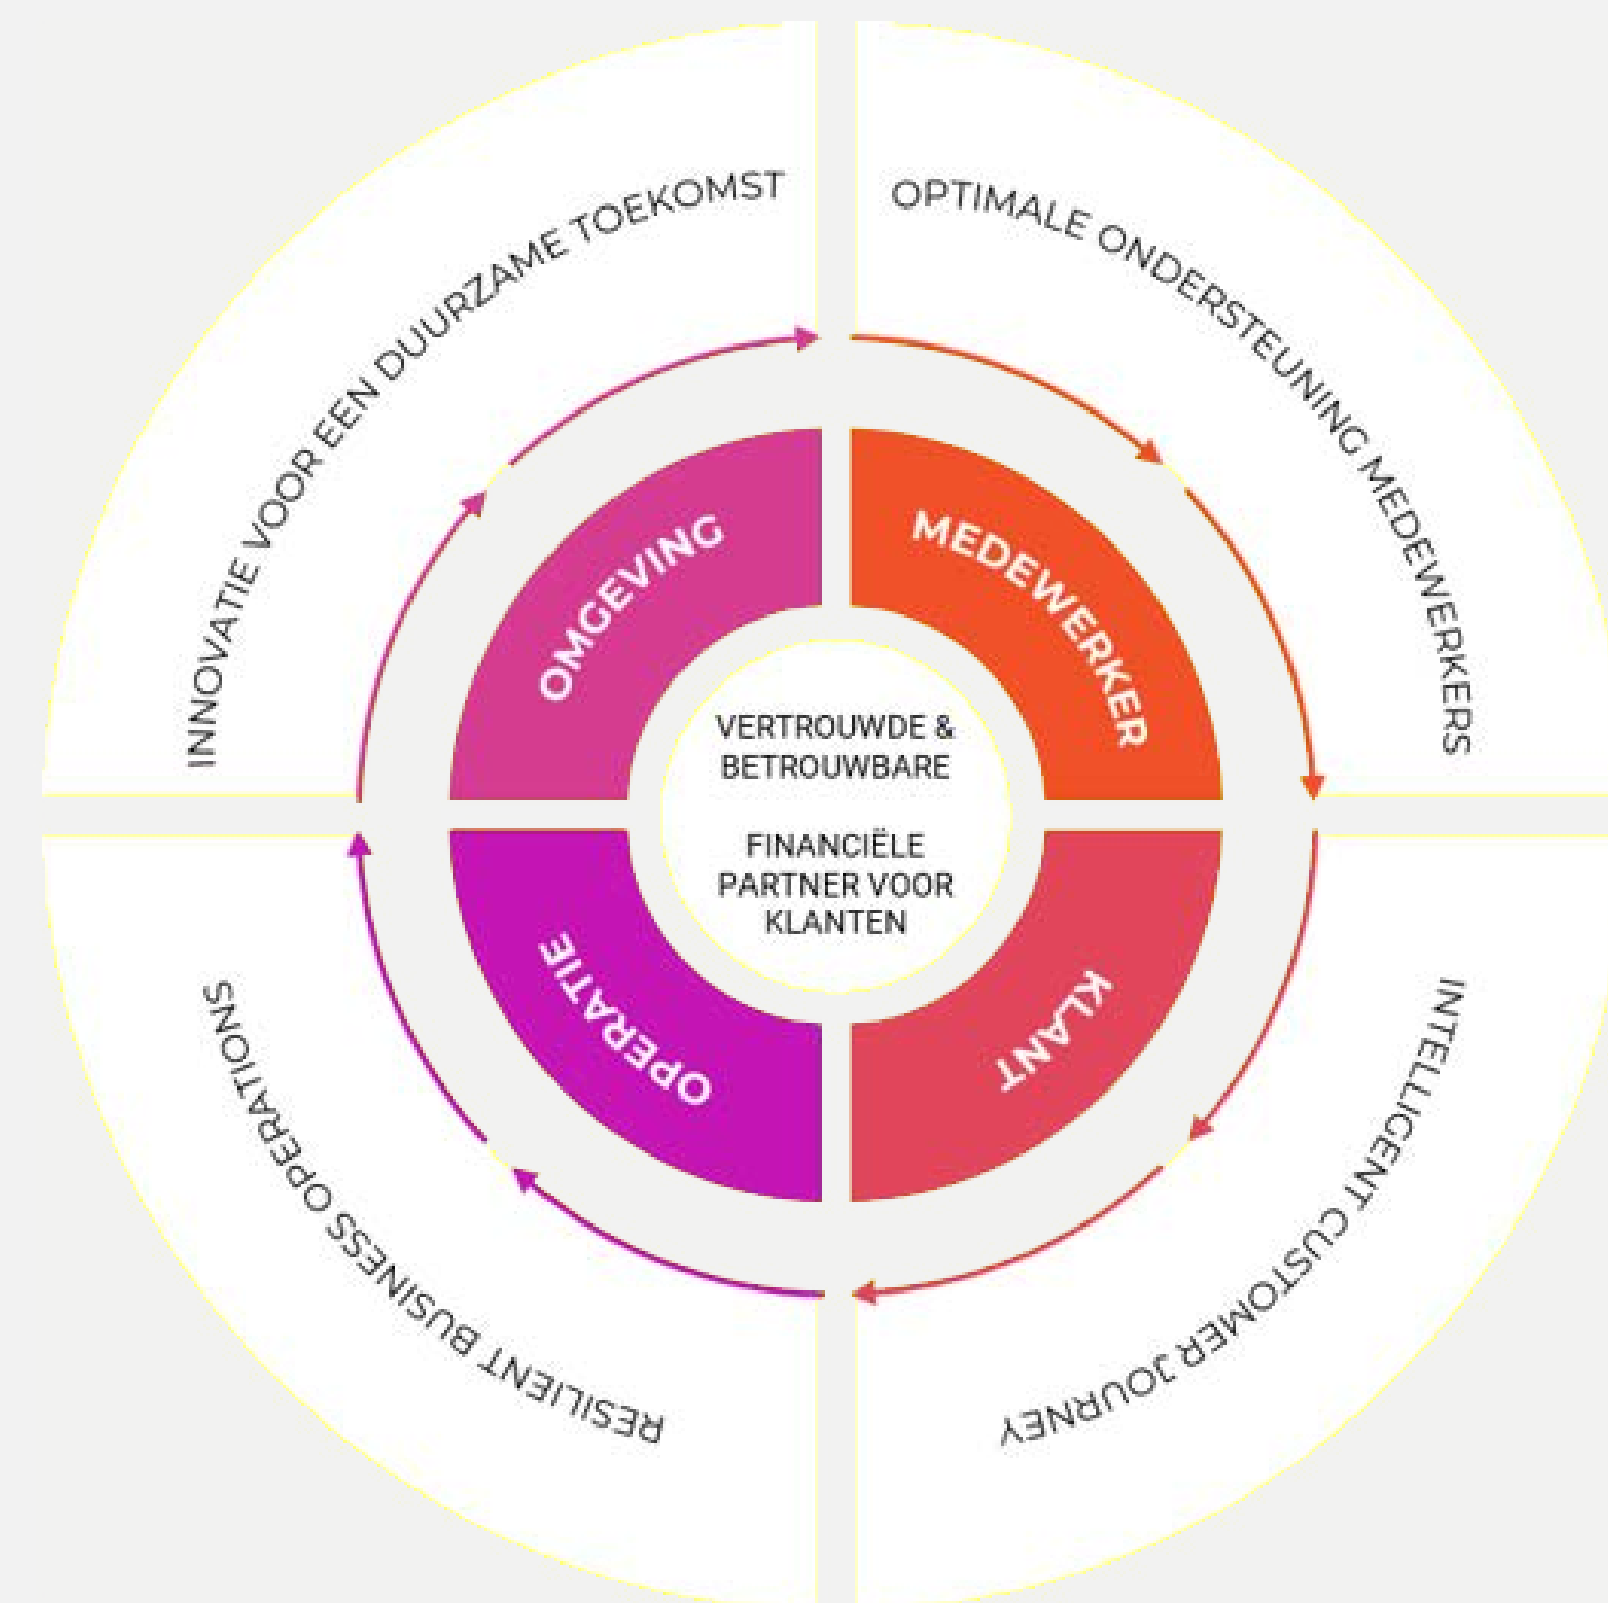 INNOVATIE VOOR EEN DUURZAME TOEKOMST
OPTIMALE ONDERSTEUNING MEDEWERKERS
OMGEVING
MEDEWERKER
VERTROUWDE &
BETROUWBARE
FINANCIËLE
PARTNER VOOR
KLANTEN
OPERATIE
KLANT
RESILIENT BUSINESS OPERATIONS
INTELLIGENT CUSTOMER JOURNEY